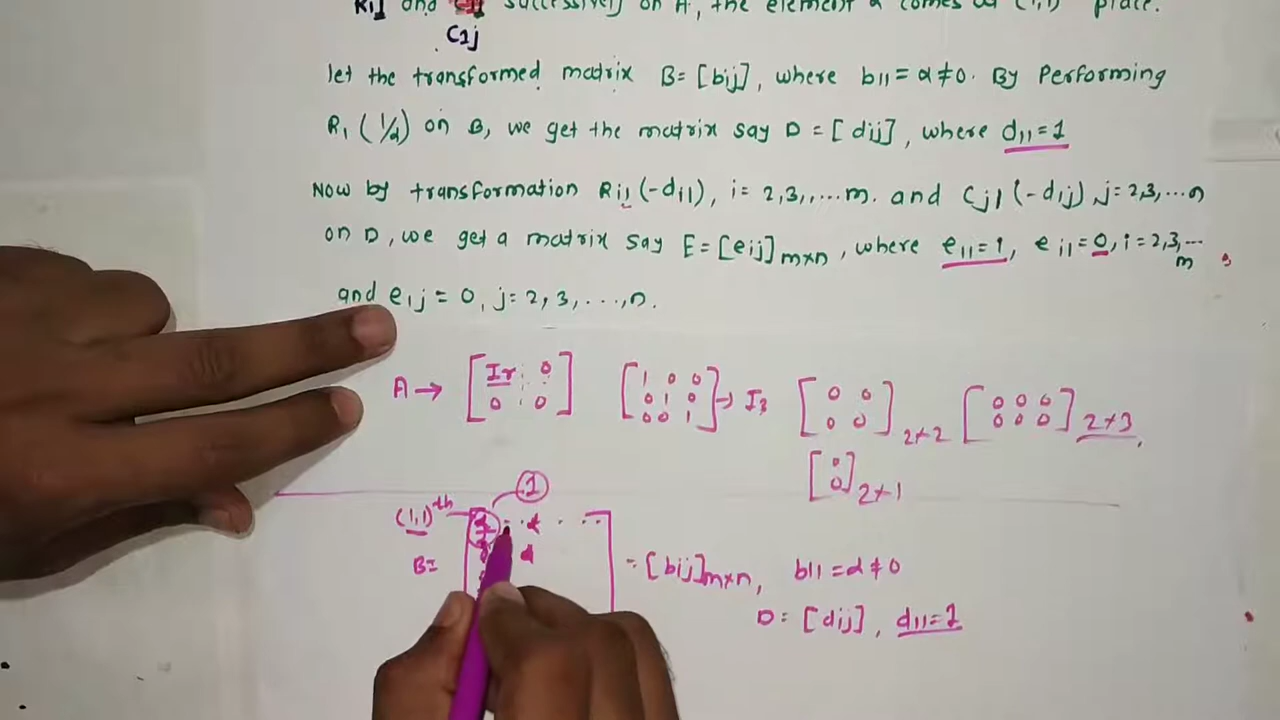 Rij and successively on A, the element α comes at (1,1) place.
C1j
let the transformed matrix B = [bij], where b11 = α ≠ 0. By Performing
R1 (1/α) on B, we get the matrix say D = [dij], where d11 = 1
Now by transformation Ri1 (-di1), i = 2,3,....m. and Cj1 (-d1j), j = 2,3,...n
on D, we get a matrix say E = [eij]m×n, where e11 = 1, ei1 = 0, i = 2,3,...
m
and e1j = 0, j = 2, 3, ...., n.
A → [Ir 0
0 0] [1 0 0
0 1 0
0 0 1] → I3 [0 0
0 0]2×2 [0 0 0
0 0 0]2×3,
[0
0]2×1
1
(1,1)th
B = = [bij]m×n, b11 = α ≠ 0
D = [dij], d11 = 1